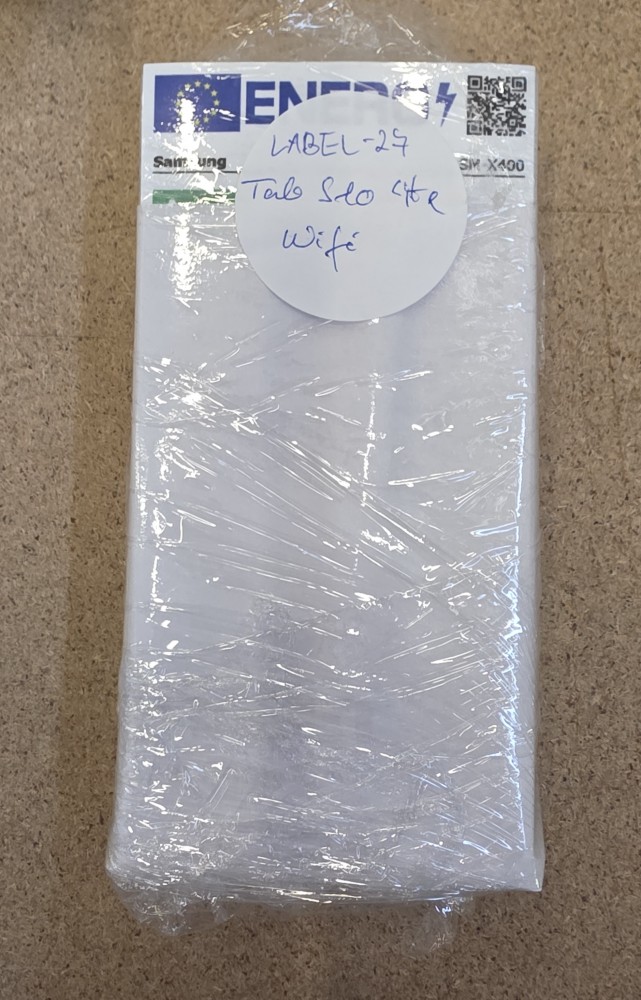 ENERG
Samsung
SM-X400
LABEL-27
Tab S10 Lite
Wifi